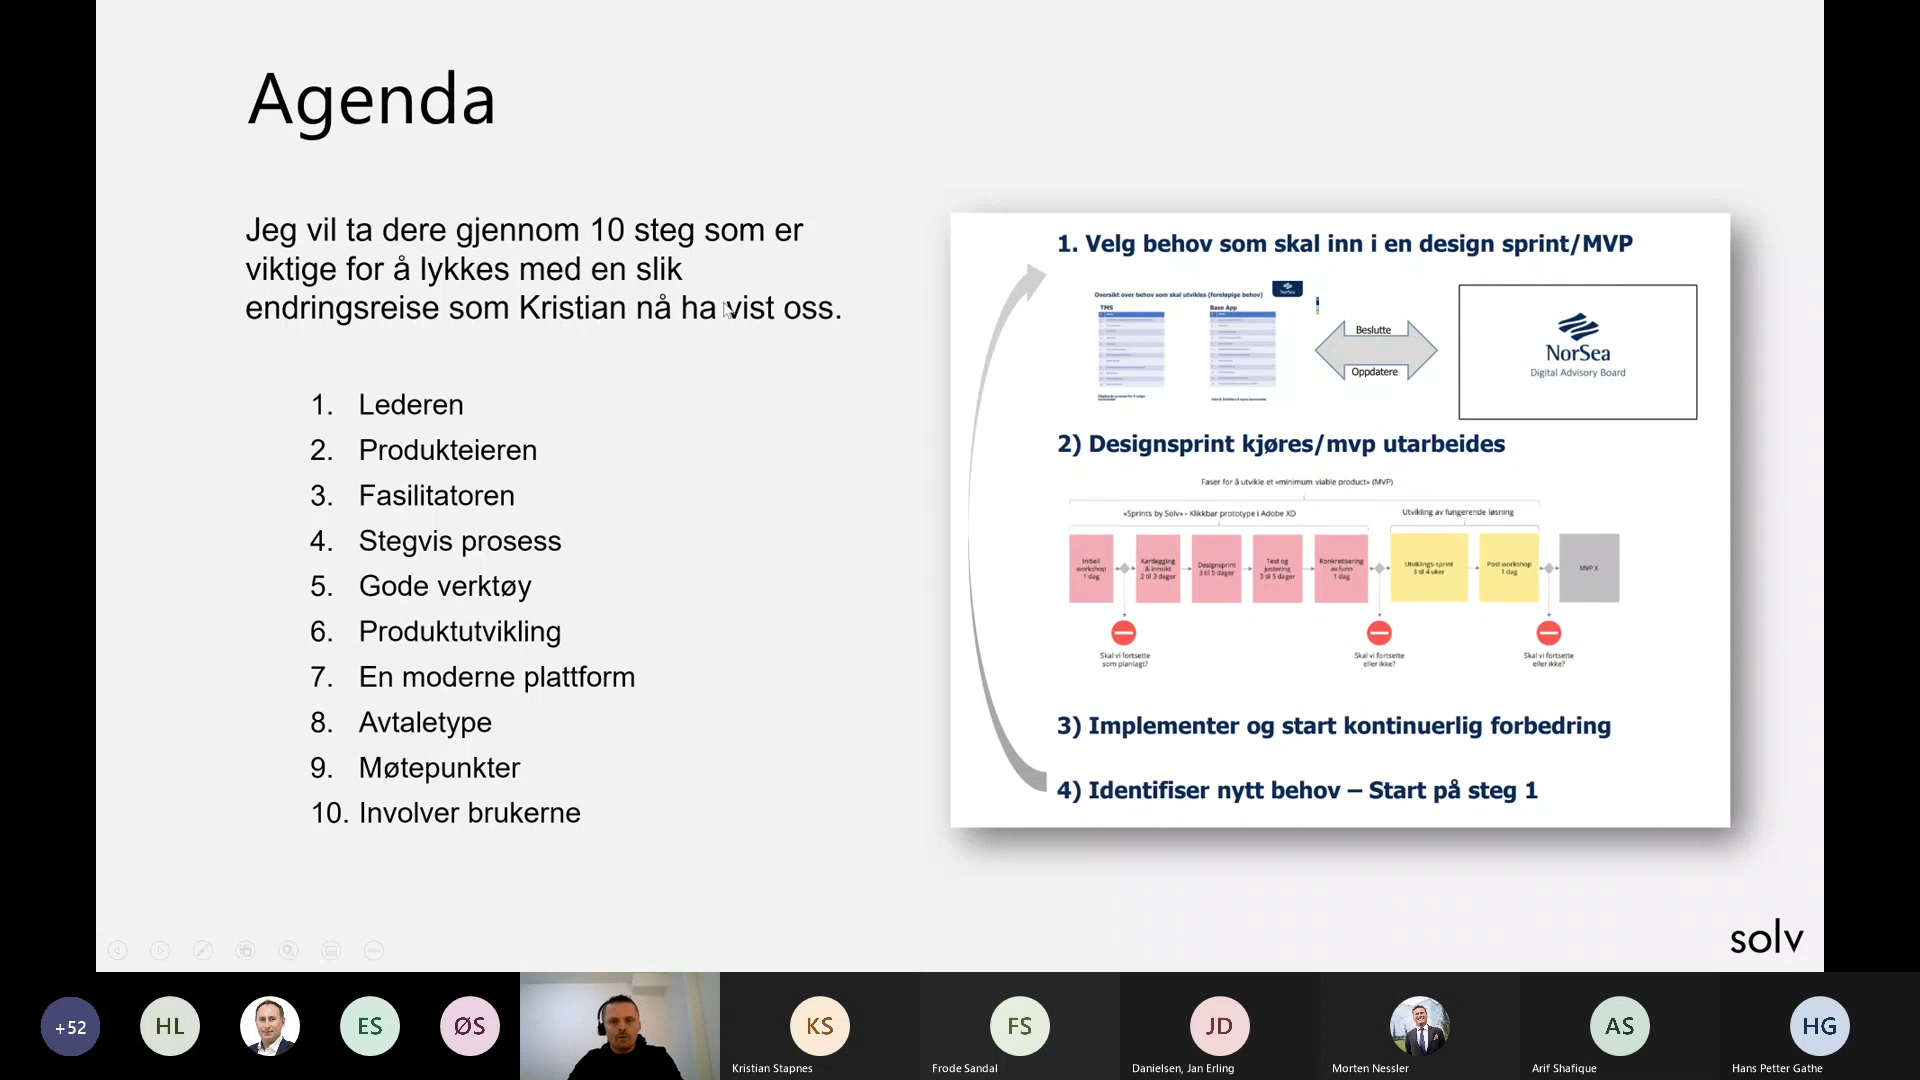 Agenda
Jeg vil ta dere gjennom 10 steg som er
viktige for å lykkes med en slik
endringsreise som Kristian nå ha vist oss.
1. Lederen
2. Produkteieren
3. Fasilitatoren
4. Stegvis prosess
5. Gode verktøy
6. Produktutvikling
7. En moderne plattform
8. Avtaletype
9. Møtepunkter
10. Involver brukerne
1. Velg behov som skal inn i en design sprint/MVP
Oversikt over behov som skal utvikles (foreløpige behov)
NorSea
TMS
Base App
Beslutte
Oppdatere
NorSea
Digital Advisory Board
2) Designsprint kjøres/mvp utarbeides
Faser for å utvikle et «minimum viable product» (MVP)
«Sprints by Solv» - Klikkbar prototype i Adobe XD
Utvikling av fungerende løsning
Initiell
workshop
1 dag
Kartlegging
& innsikt
2 til 3 dager
Designsprint
3 til 5 dager
Test og
justering
3 til 5 dager
Konkretisering
av funn
1 dag
Utviklings-sprint
3 til 4 uker
Post workshop
1 dag
MVP X
Skal vi fortsette
som planlagt?
Skal vi fortsette
eller ikke?
Skal vi fortsette
eller ikke?
3) Implementer og start kontinuerlig forbedring
4) Identifiser nytt behov – Start på steg 1
solv
+52
HL
ES
ØS
KS
Kristian Stapnes
FS
Frode Sandal
JD
Danielsen, Jan Erling
Morten Nessler
AS
Arif Shafique
HG
Hans Petter Gathe